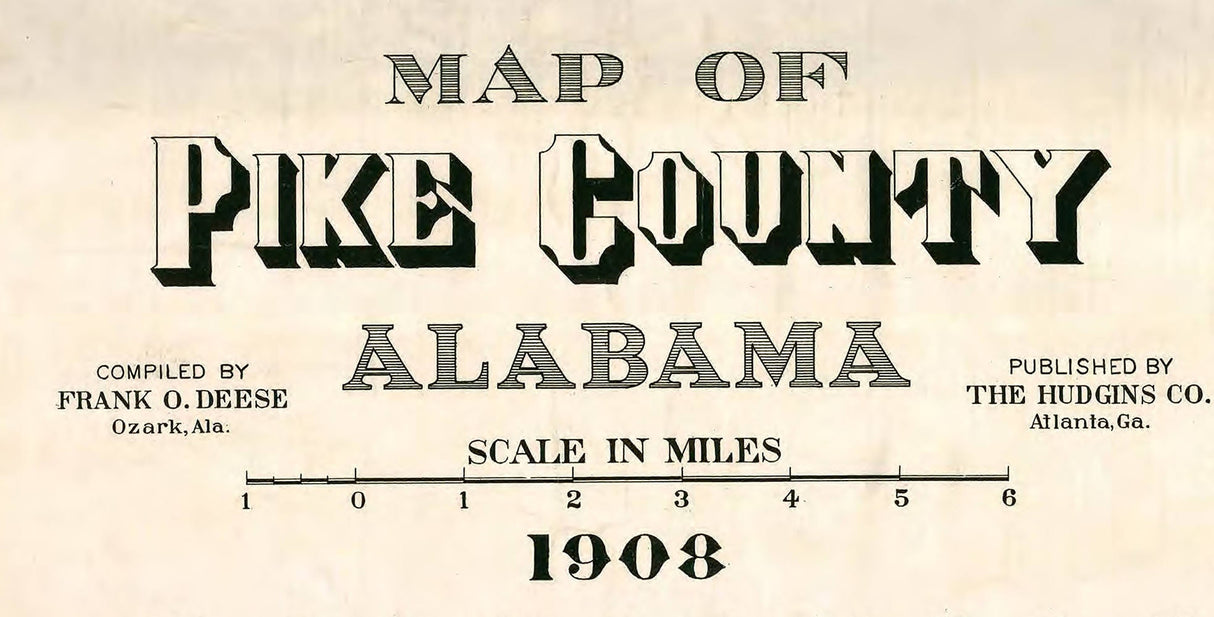 MAP OF
PIKE COUNTY
ALABAMA
COMPILED BY
FRANK O. DEESE
Ozark, Ala.
PUBLISHED BY
THE HUDGINS CO.
Atlanta, Ga.
SCALE IN MILES
1 0 1 2 3 4 5 6
1908